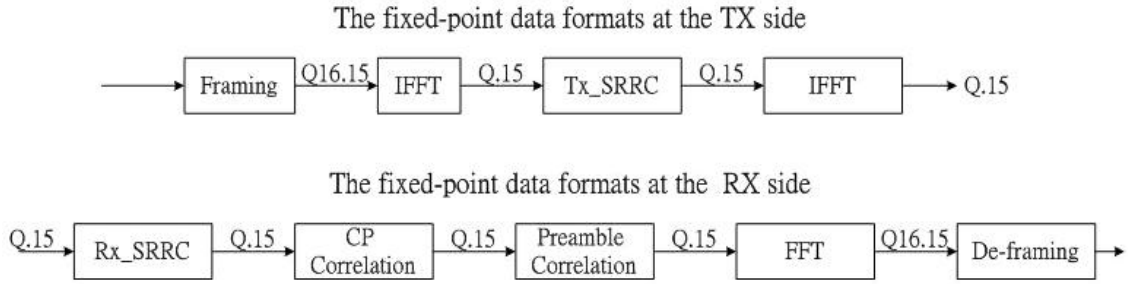 The fixed-point data formats at the TX side
Framing Q16.15 IFFT Q.15 Tx_SRRC Q.15 IFFT Q.15
The fixed-point data formats at the RX side
Q.15 Rx_SRRC Q.15 CP Correlation Q.15 Preamble Correlation Q.15 FFT Q16.15 De-framing